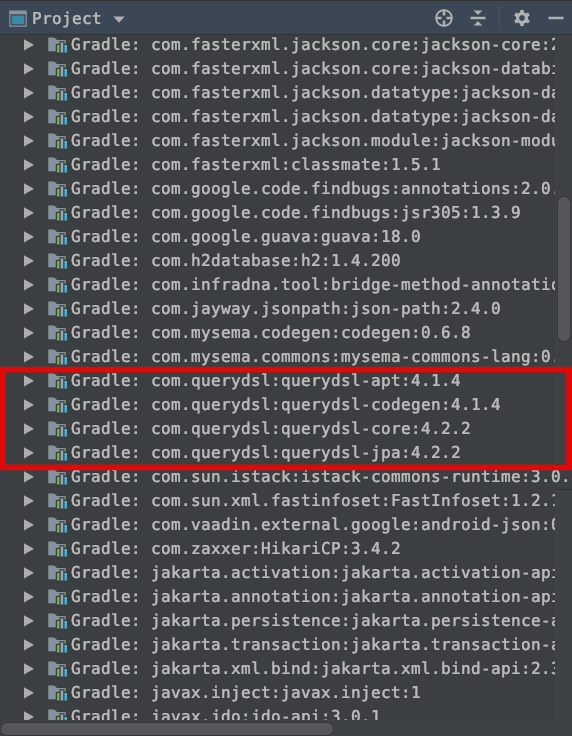 Project
Gradle: com.fasterxml.jackson.core:jackson-core:2
Gradle: com.fasterxml.jackson.core:jackson-databi
Gradle: com.fasterxml.jackson.datatype:jackson-da
Gradle: com.fasterxml.jackson.datatype:jackson-da
Gradle: com.fasterxml.jackson.module:jackson-modu
Gradle: com.fasterxml:classmate:1.5.1
Gradle: com.google.code.findbugs:annotations:2.0.
Gradle: com.google.code.findbugs:jsr305:1.3.9
Gradle: com.google.guava:guava:18.0
Gradle: com.h2database:h2:1.4.200
Gradle: com.infradna.tool:bridge-method-annotatio
Gradle: com.jayway.jsonpath:json-path:2.4.0
Gradle: com.mysema.codegen:codegen:0.6.8
Gradle: com.mysema.commons:mysema-commons-lang:0.
Gradle: com.querydsl:querydsl-apt:4.1.4
Gradle: com.querydsl:querydsl-codegen:4.1.4
Gradle: com.querydsl:querydsl-core:4.2.2
Gradle: com.querydsl:querydsl-jpa:4.2.2
Gradle: com.sun.istack:istack-commons-runtime:3.0.
Gradle: com.sun.xml.fastinfoset:FastInfoset:1.2.1
Gradle: com.vaadin.external.google:android-json:0
Gradle: com.zaxxer:HikariCP:3.4.2
Gradle: jakarta.activation:jakarta.activation-api
Gradle: jakarta.annotation:jakarta.annotation-api
Gradle: jakarta.persistence:jakarta.persistence-a
Gradle: jakarta.transaction:jakarta.transaction-a
Gradle: jakarta.xml.bind:jakarta.xml.bind-api:2.3
Gradle: javax.inject:javax.inject:1
Gradle: javax.jdo:jdo-api:3.0.1